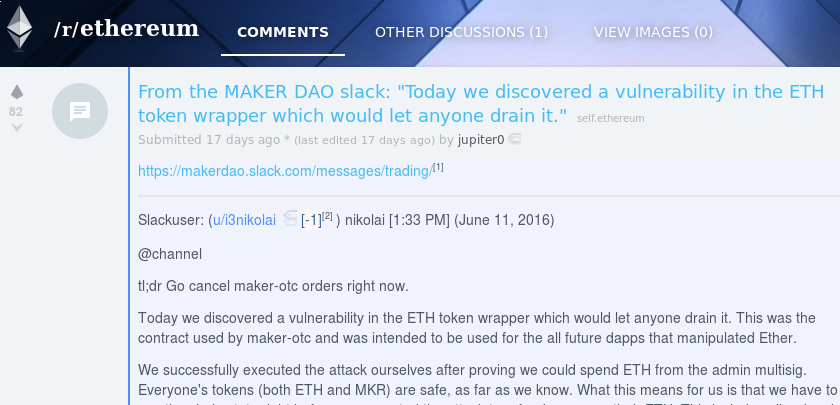 /r/ethereum COMMENTS OTHER DISCUSSIONS (1) VIEW IMAGES (0)
From the MAKER DAO slack: "Today we discovered a vulnerability in the ETH
token wrapper which would let anyone drain it." self.ethereum
82
Submitted 17 days ago * (last edited 17 days ago) by jupiter0
https://makerdao.slack.com/messages/trading/[1]
Slackuser: (u/i3nikolai [-1][2] ) nikolai [1:33 PM] (June 11, 2016)
@channel
tl;dr Go cancel maker-otc orders right now.
Today we discovered a vulnerability in the ETH token wrapper which would let anyone drain it. This was the
contract used by maker-otc and was intended to be used for the all future dapps that manipulated Ether.
We successfully executed the attack ourselves after proving we could spend ETH from the admin multisig.
Everyone's tokens (both ETH and MKR) are safe, as far as we know. What this means for us is that we have to